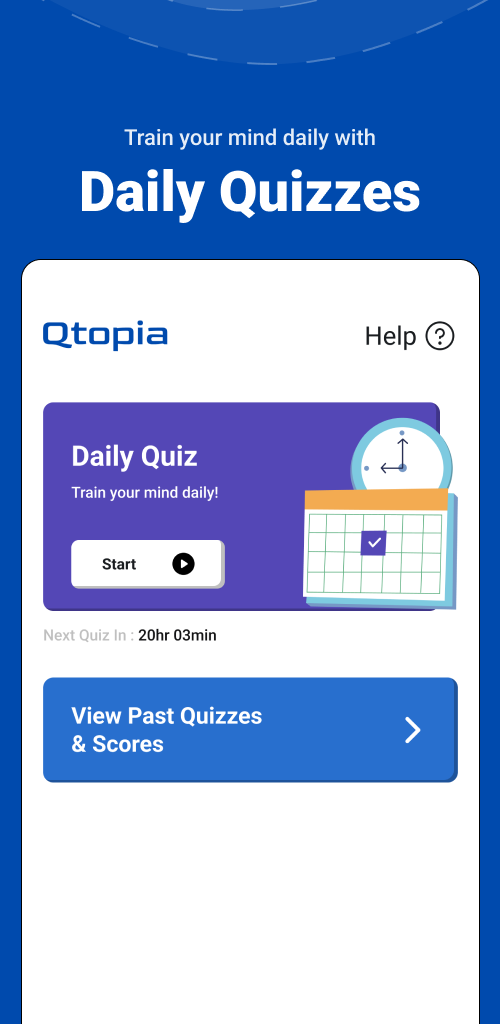 Train your mind daily with
Daily Quizzes
Qtopia
Help ?
Daily Quiz
Train your mind daily!
Start
Next Quiz In : 20hr 03min
View Past Quizzes
& Scores